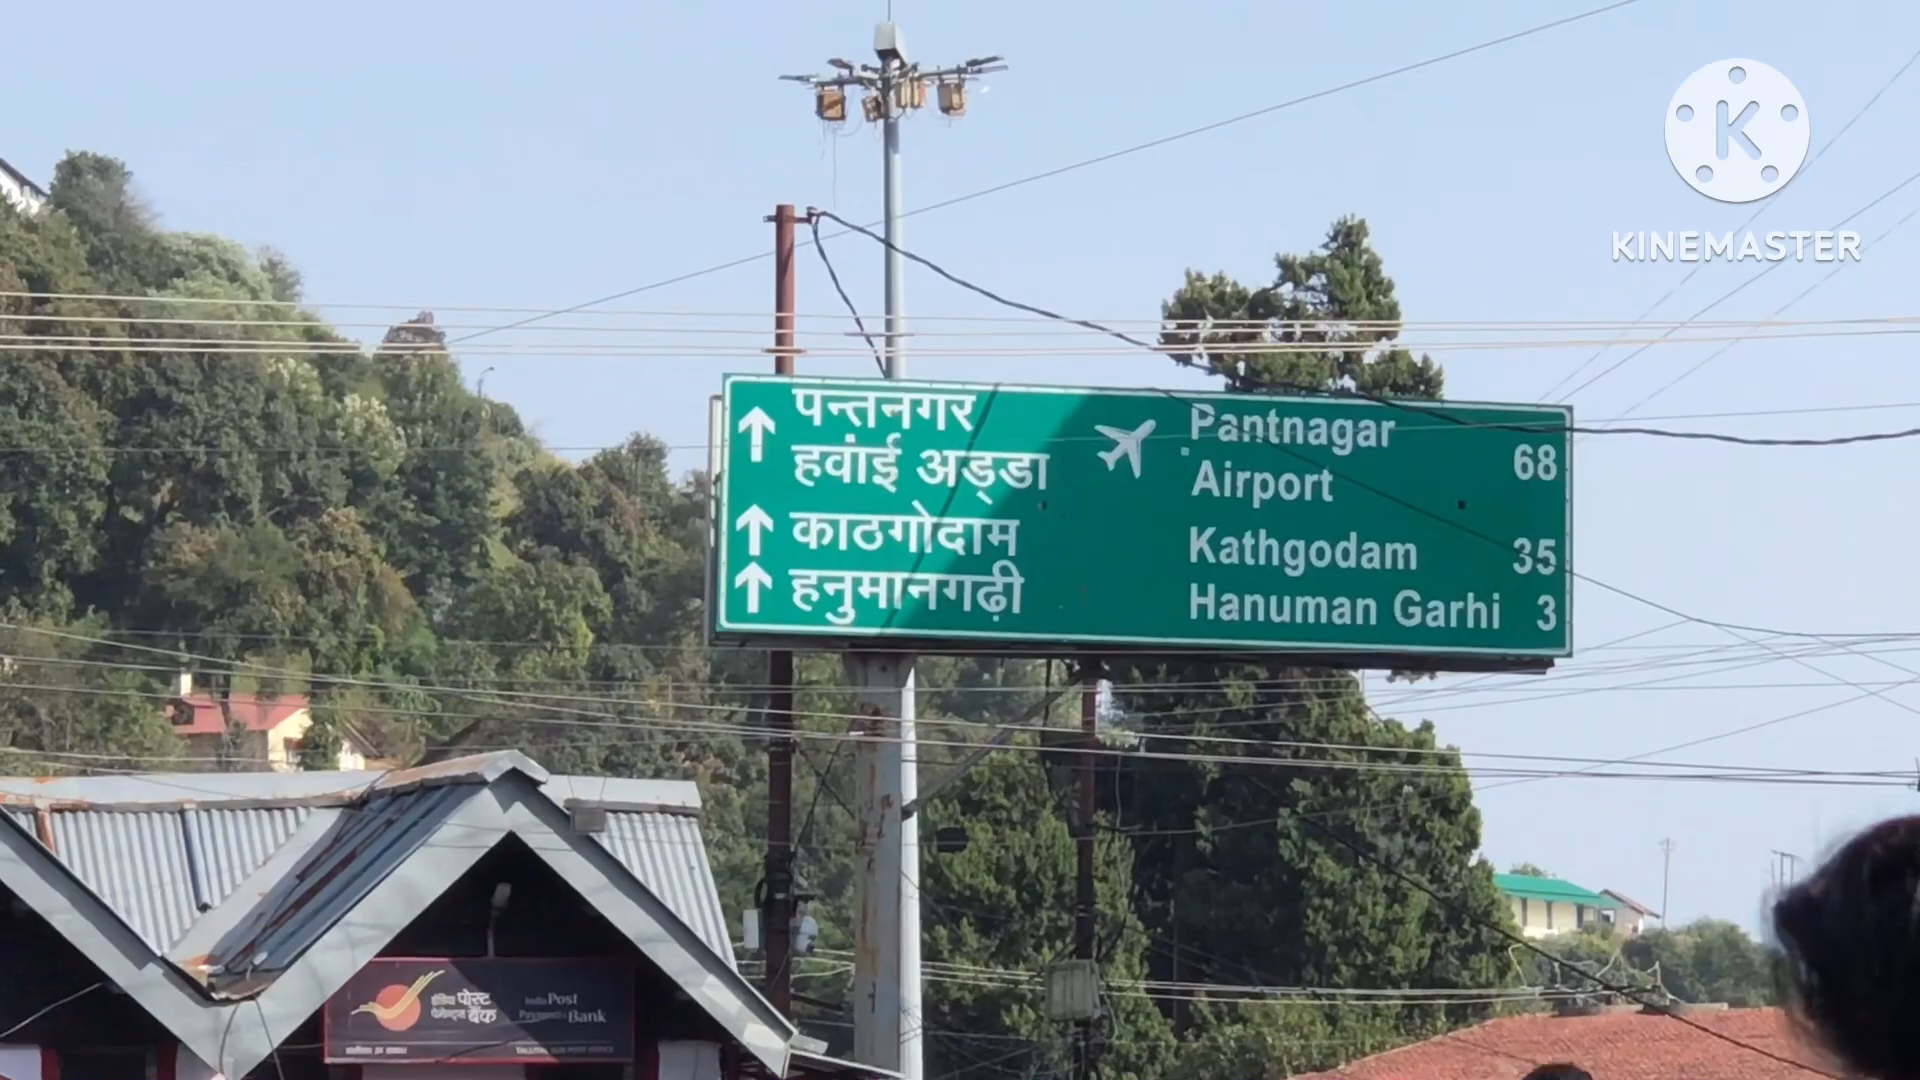 KINEMASTER
पन्तनगर
हवांई अड्डा
Pantnagar
Airport
68
काठगोदाम
Kathgodam 35
हनुमानगढ़ी
Hanuman Garhi 3
इंडिया पोस्ट
पेमेन्ट्स बैंक
India Post
Payments Bank